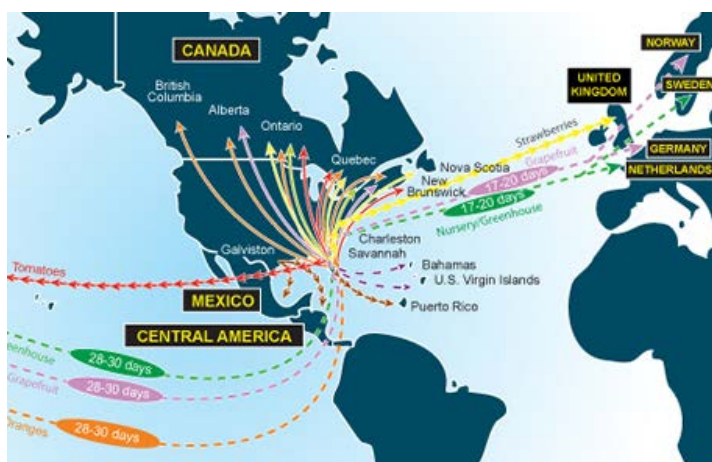 CANADA
British
Columbia
Alberta
Ontario
Quebec
Nova Scotia
New
Brunswick
NORWAY
UNITED
KINGDOM
SWEDEN
GERMANY
NETHERLANDS
Strawberries
Grapefruit
17-20 days
17-20 days
Nursery/Greenhouse
Charleston
Savannah
Galviston
Bahamas
U.S. Virgin Islands
Puerto Rico
Tomatoes
MEXICO
CENTRAL AMERICA
eenhouse
28-30 days
Grapefruit
28-30 days
Oranges
28-30 days